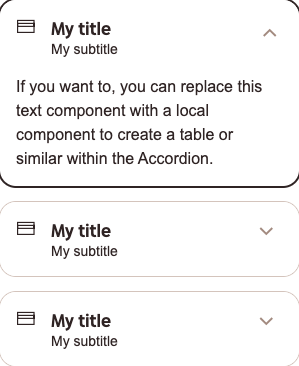 My title
My subtitle
If you want to, you can replace this
text component with a local
component to create a table or
similar within the Accordion.
My title
My subtitle
My title
My subtitle